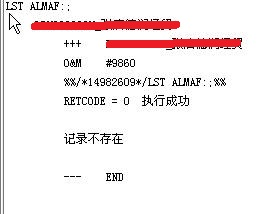 LST ALMAF:;
+++
O&M #9860
%%/*14982609*/LST ALMAF:;%%
RETCODE = 0 执行成功
记录不存在
--- END